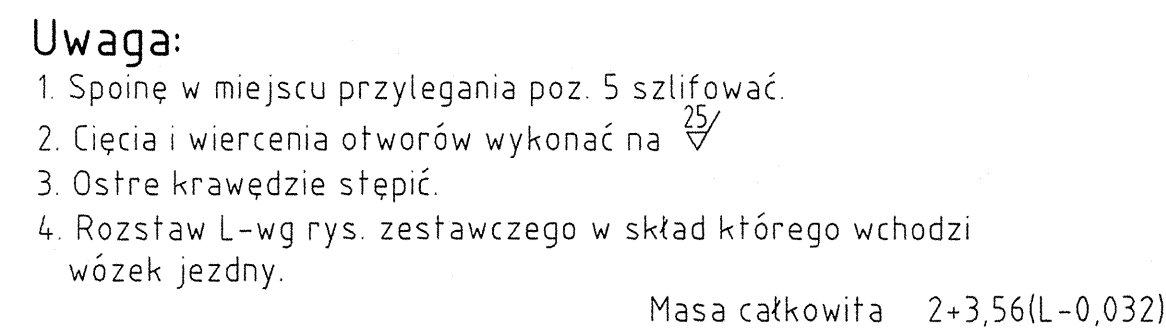 Uwaga:
1. Spoinę w miejscu przylegania poz. 5 szlifować.
2. Cięcia i wiercenia otworów wykonać na 25/
3. Ostre krawędzie stępić.
4. Rozstaw L-wg rys. zestawczego w skład którego wchodzi
wózek jezdny.
Masa całkowita 2+3,56(L-0,032)